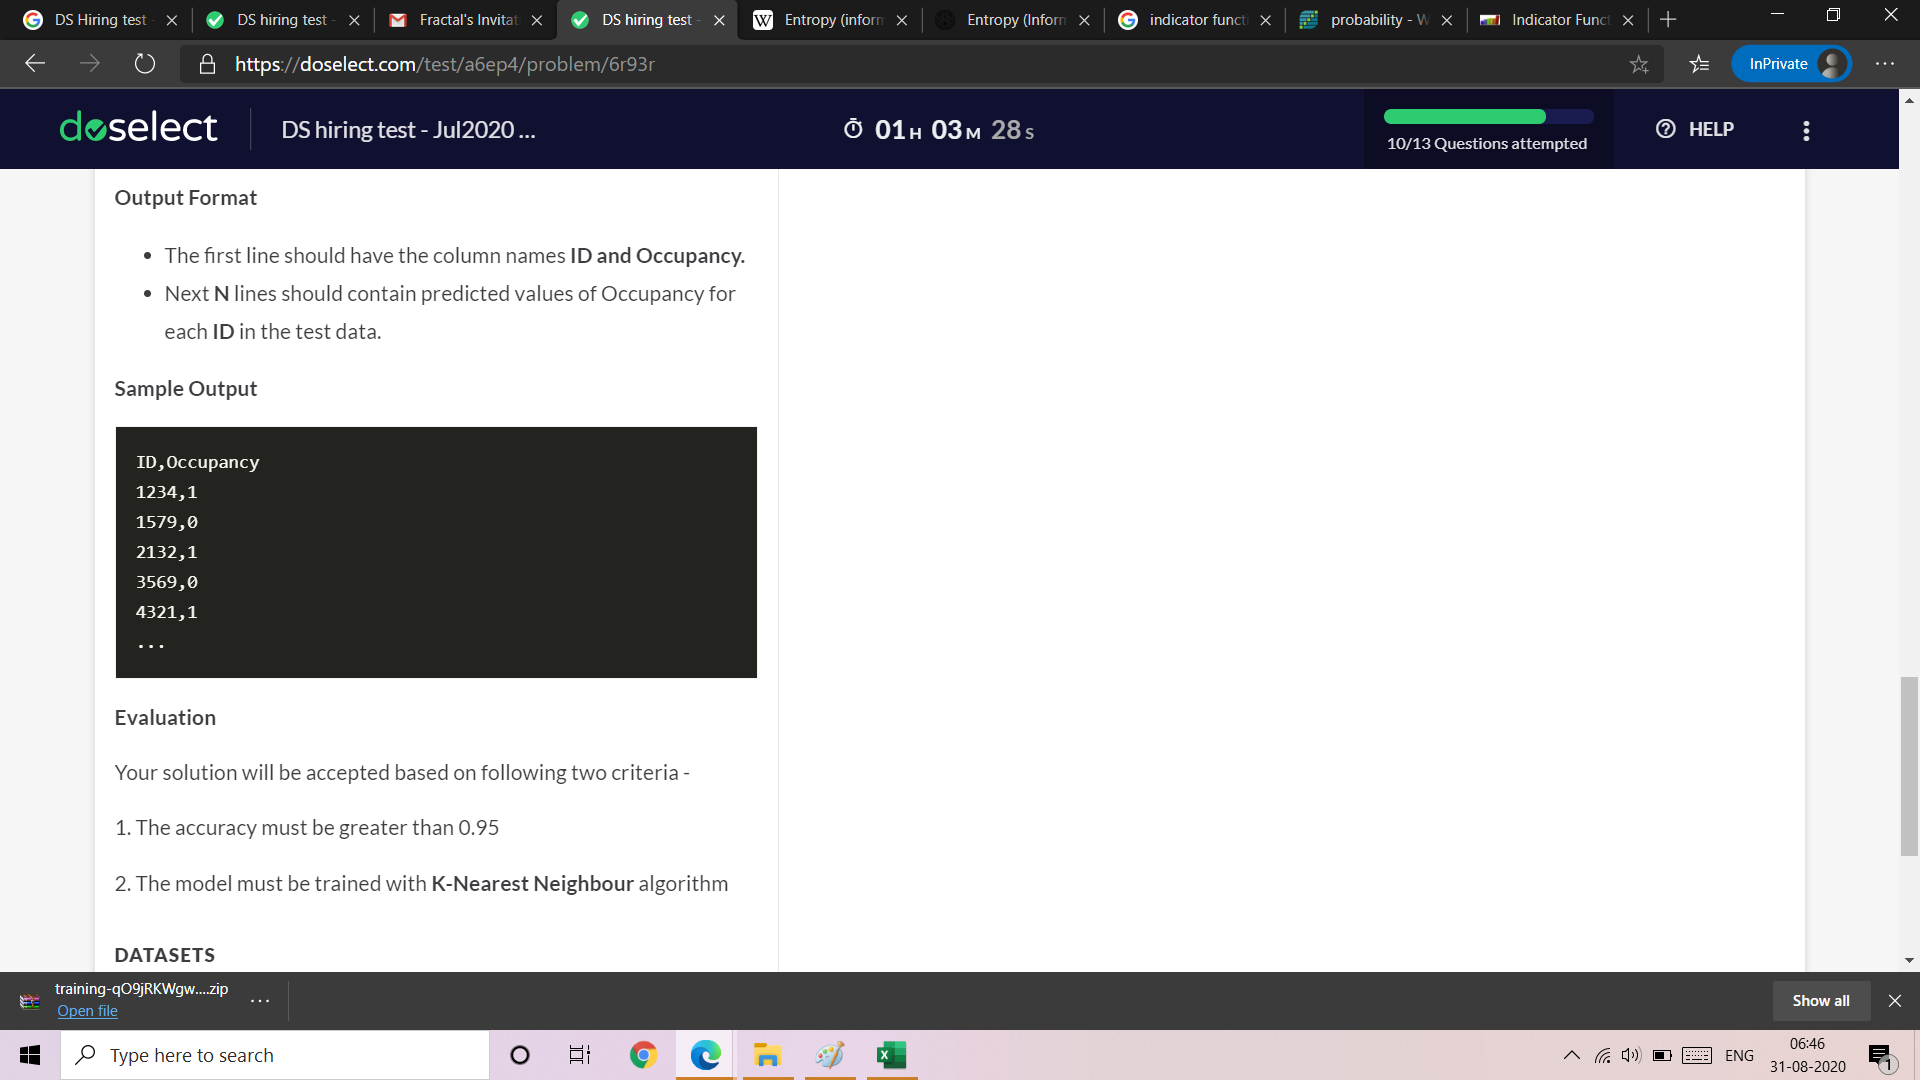 DS Hiring test
DS hiring test -
Fractal's Invitat
DS hiring test -
W
Entropy (inform
Entropy (Inform
indicator functi
probability - W
Indicator Funct
https://doselect.com/test/a6ep4/problem/6r93r
InPrivate
doselect
DS hiring test - Jul2020 ...
01 H 03 M 28 S
10/13 Questions attempted
HELP
Output Format
• The first line should have the column names ID and Occupancy.
• Next N lines should contain predicted values of Occupancy for
each ID in the test data.
Sample Output
ID,Occupancy
1234,1
1579,0
2132,1
3569,0
4321,1
...
Evaluation
Your solution will be accepted based on following two criteria -
1. The accuracy must be greater than 0.95
2. The model must be trained with K-Nearest Neighbour algorithm
DATASETS
training-qO9jRKWgw....zip
Open file
Show all
Type here to search
ENG
06:46
31-08-2020
1